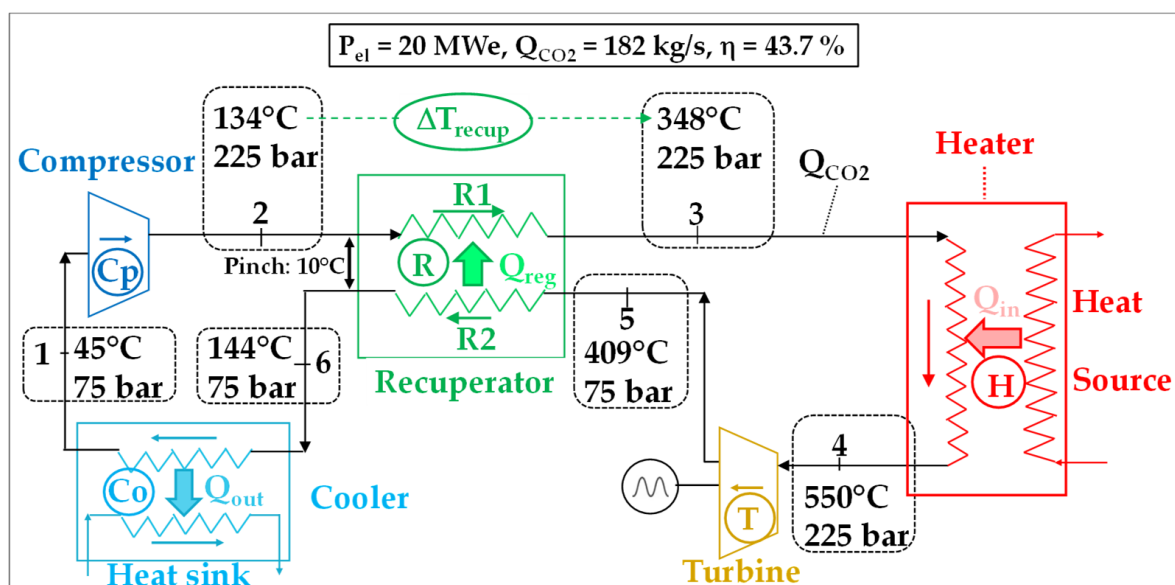 P_el = 20 MWe, Q_CO2 = 182 kg/s, η = 43.7 %
134°C
225 bar
ΔT_recup
348°C
225 bar
Compressor
Heater
Q_CO2
2
R1
3
Cp
Pinch: 10°C
R
Q_reg
Q_in
Heat
1
45°C
75 bar
144°C
75 bar
6
R2
5
409°C
75 bar
H
Source
Recuperator
4
550°C
225 bar
Co
Q_out
Cooler
T
Heat sink
Turbine